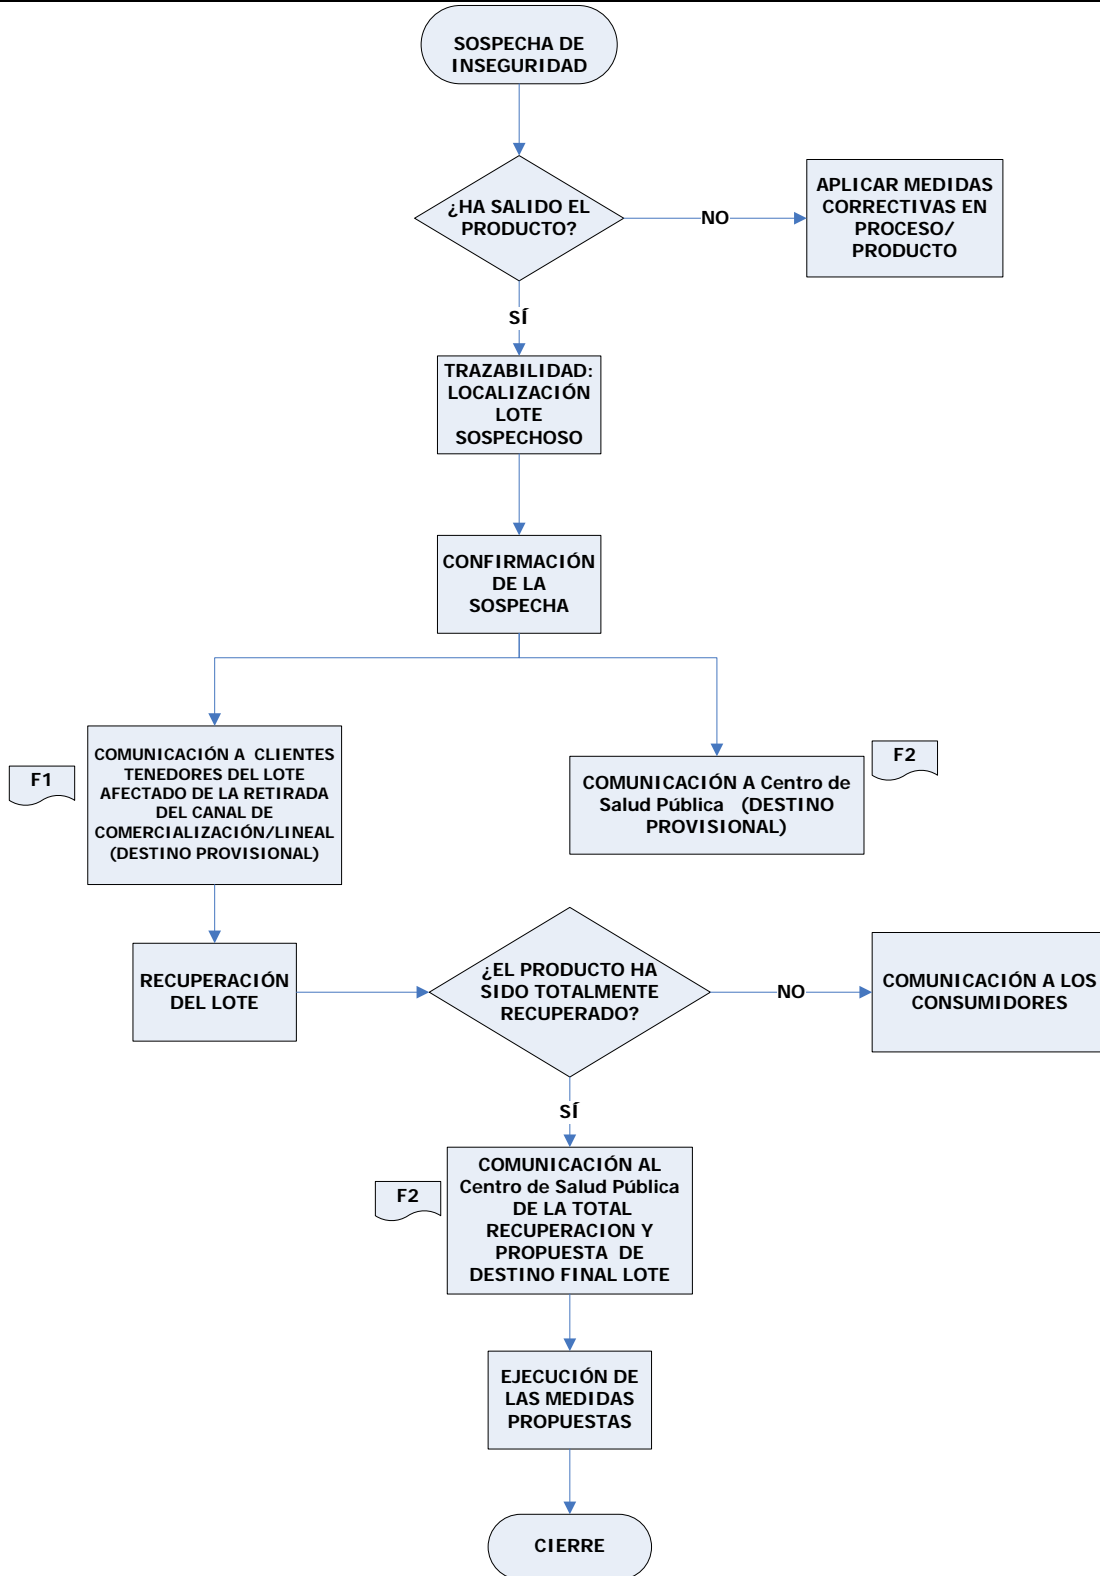 SOSPECHA DE
INSEGURIDAD
¿HA SALIDO EL
PRODUCTO?
NO
APLICAR MEDIDAS
CORRECTIVAS EN
PROCESO/
PRODUCTO
SÍ
TRAZABILIDAD:
LOCALIZACIÓN
LOTE
SOSPECHOSO
CONFIRMACIÓN
DE LA
SOSPECHA
F1
COMUNICACIÓN A CLIENTES
TENEDORES DEL LOTE
AFECTADO DE LA RETIRADA
DEL CANAL DE
COMERCIALIZACIÓN/LINEAL
(DESTINO PROVISIONAL)
F2
COMUNICACIÓN A Centro de
Salud Pública (DESTINO
PROVISIONAL)
RECUPERACIÓN
DEL LOTE
¿EL PRODUCTO HA
SIDO TOTALMENTE
RECUPERADO?
NO
COMUNICACIÓN A LOS
CONSUMIDORES
SÍ
F2
COMUNICACIÓN AL
Centro de Salud Pública
DE LA TOTAL
RECUPERACION Y
PROPUESTA DE
DESTINO FINAL LOTE
EJECUCIÓN DE
LAS MEDIDAS
PROPUESTAS
CIERRE